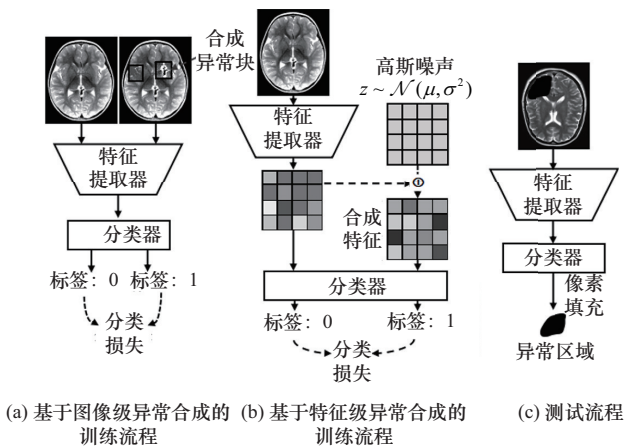 合成
异常块
特征
提取器
分类器
标签：0 标签：1
分类
损失
(a) 基于图像级异常合成的
训练流程
高斯噪声
z ~ 𝒩(μ,σ²)
特征
提取器
合成
特征
分类器
标签：0 标签：1
分类
损失
(b) 基于特征级异常合成的
训练流程
特征
提取器
分类器
像素
填充
异常区域
(c) 测试流程